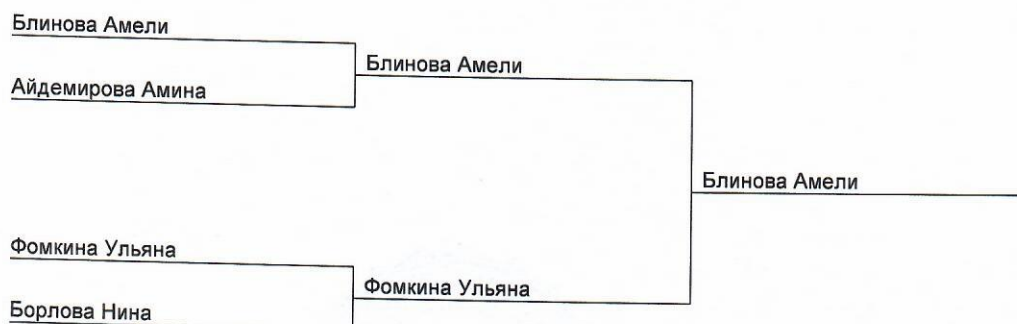 Блинова Амели
Блинова Амели
Айдемирова Амина
Блинова Амели
Фомкина Ульяна
Фомкина Ульяна
Борлова Нина